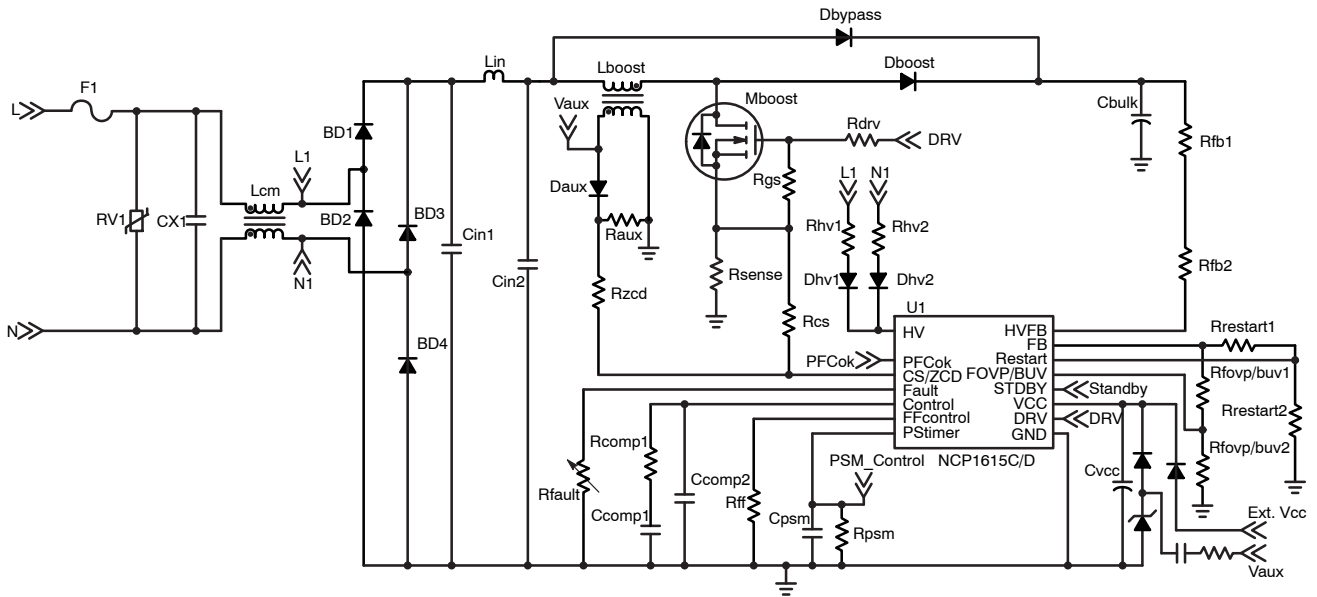 Dbypass
Lin
Lboost
Dboost
F1
Vaux
Mboost
Cbulk
L
BD1
Rdrv
DRV
Rfb1
L1
Lcm
Daux
Rgs
L1
N1
RV1
CX1
BD2
BD3
Raux
Rhv1
Rhv2
Cin1
Cin2
N1
Rsense
Dhv1
Dhv2
Rfb2
Rzcd
U1
N
Rcs
HV
HVFB
Rrestart1
BD4
FB
PFCok
PFCok
Restart
CS/ZCD
FOVP/BUV
Rfovp/buv1
Fault
STDBY
Standby
Control
VCC
FFcontrol
DRV
DRV
Rrestart2
PStimer
GND
Rcomp1
PSM_Control
NCP1615C/D
Rfovp/buv2
Rfault
Ccomp2
Cvcc
Rff
Ccomp1
Cpsm
Rpsm
Ext. Vcc
Vaux